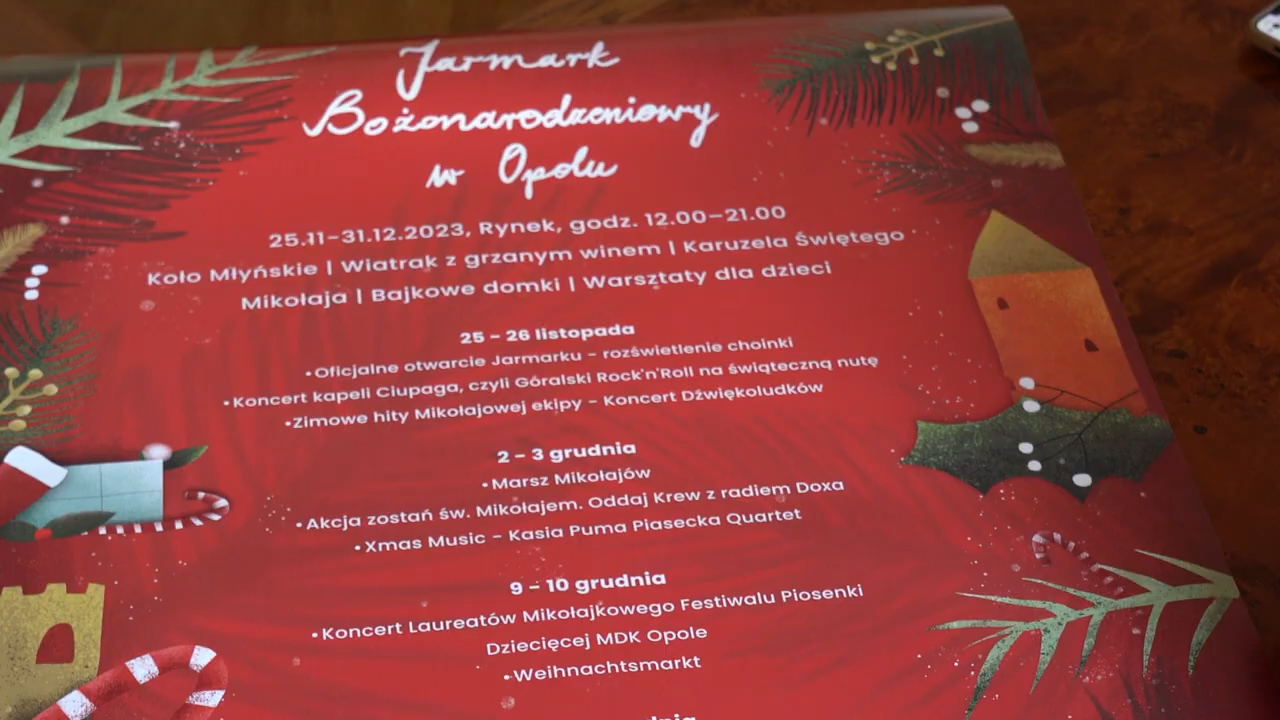 Jarmark
Bożonarodzeniowy
w Opolu
25.11–31.12.2023, Rynek, godz. 12.00–21.00
Koło Młyńskie | Wiatrak z grzanym winem | Karuzela Świętego
Mikołaja | Bajkowe domki | Warsztaty dla dzieci
25 – 26 listopada
•Oficjalne otwarcie Jarmarku – rozświetlenie choinki
•Koncert kapeli Ciupaga, czyli Góralski Rock'n'Roll na świąteczną nutę
•Zimowe hity Mikołajowej ekipy – Koncert Dźwiękoludków
2 – 3 grudnia
•Marsz Mikołajów
•Akcja zostań św. Mikołajem. Oddaj Krew z radiem Doxa
•Xmas Music – Kasia Puma Piasecka Quartet
9 – 10 grudnia
•Koncert Laureatów Mikołajkowego Festiwalu Piosenki
Dziecięcej MDK Opole
•Weihnachtsmarkt